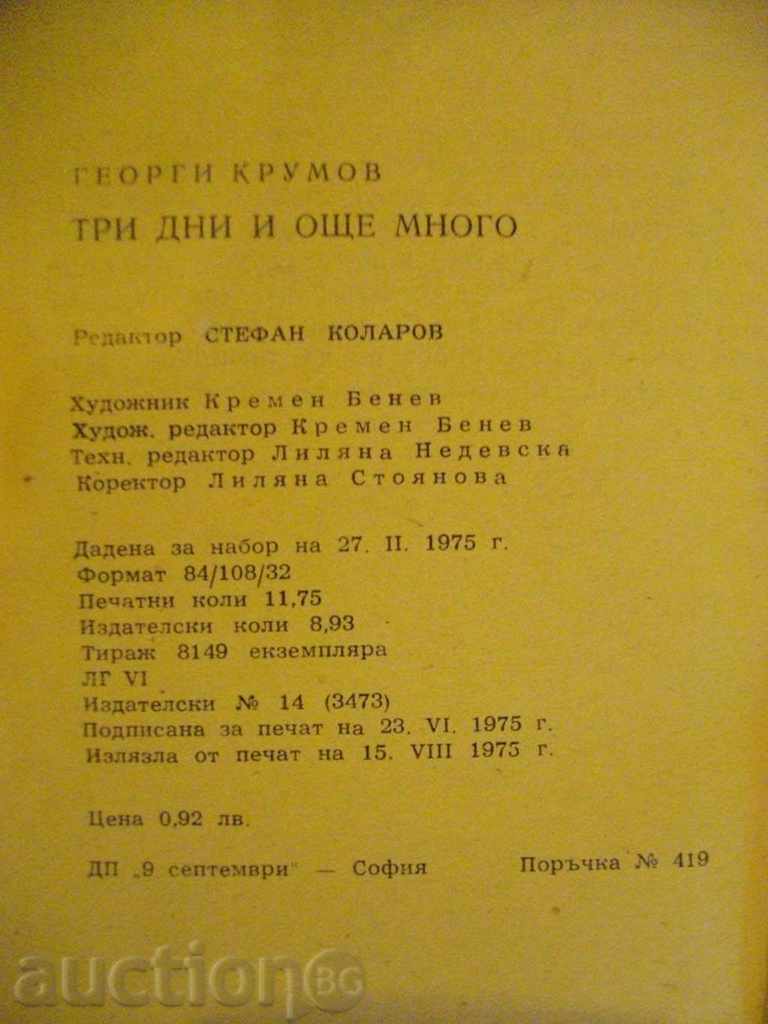 ГЕОРГИ КРУМОВ
ТРИ ДНИ И ОЩЕ МНОГО
Редактор СТЕФАН КОЛАРОВ
Художник Кремен Бенев
Худож. редактор Кремен Бенев
Техн. редактор Лиляна Недевска
Коректор Лиляна Стоянова
Дадена за набор на 27. II. 1975 г.
Формат 84/108/32
Печатни коли 11,75
Издателски коли 8,93
Тираж 8149 екземпляра
ЛГ VI
Издателски № 14 (3473)
Подписана за печат на 23. VI. 1975 г.
Излязла от печат на 15. VIII 1975 г.
Цена 0,92 лв.
ДП „9 септември" — София Поръчка № 419
auction BG